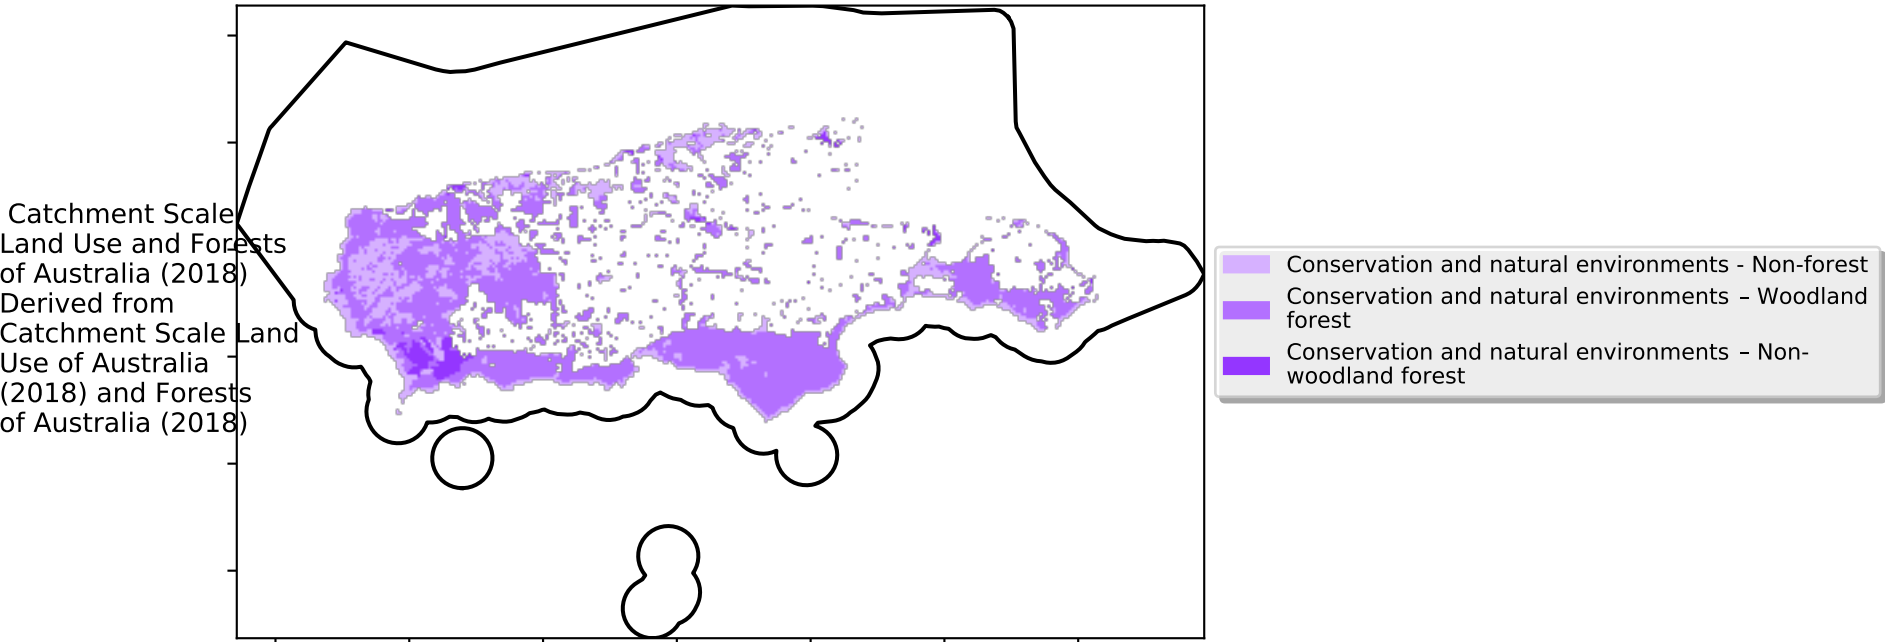 Catchment Scale
Land Use and Forests
of Australia (2018)
Derived from
Catchment Scale Land
Use of Australia
(2018) and Forests
of Australia (2018)
Conservation and natural environments - Non-forest
Conservation and natural environments – Woodland
forest
Conservation and natural environments – Non-
woodland forest